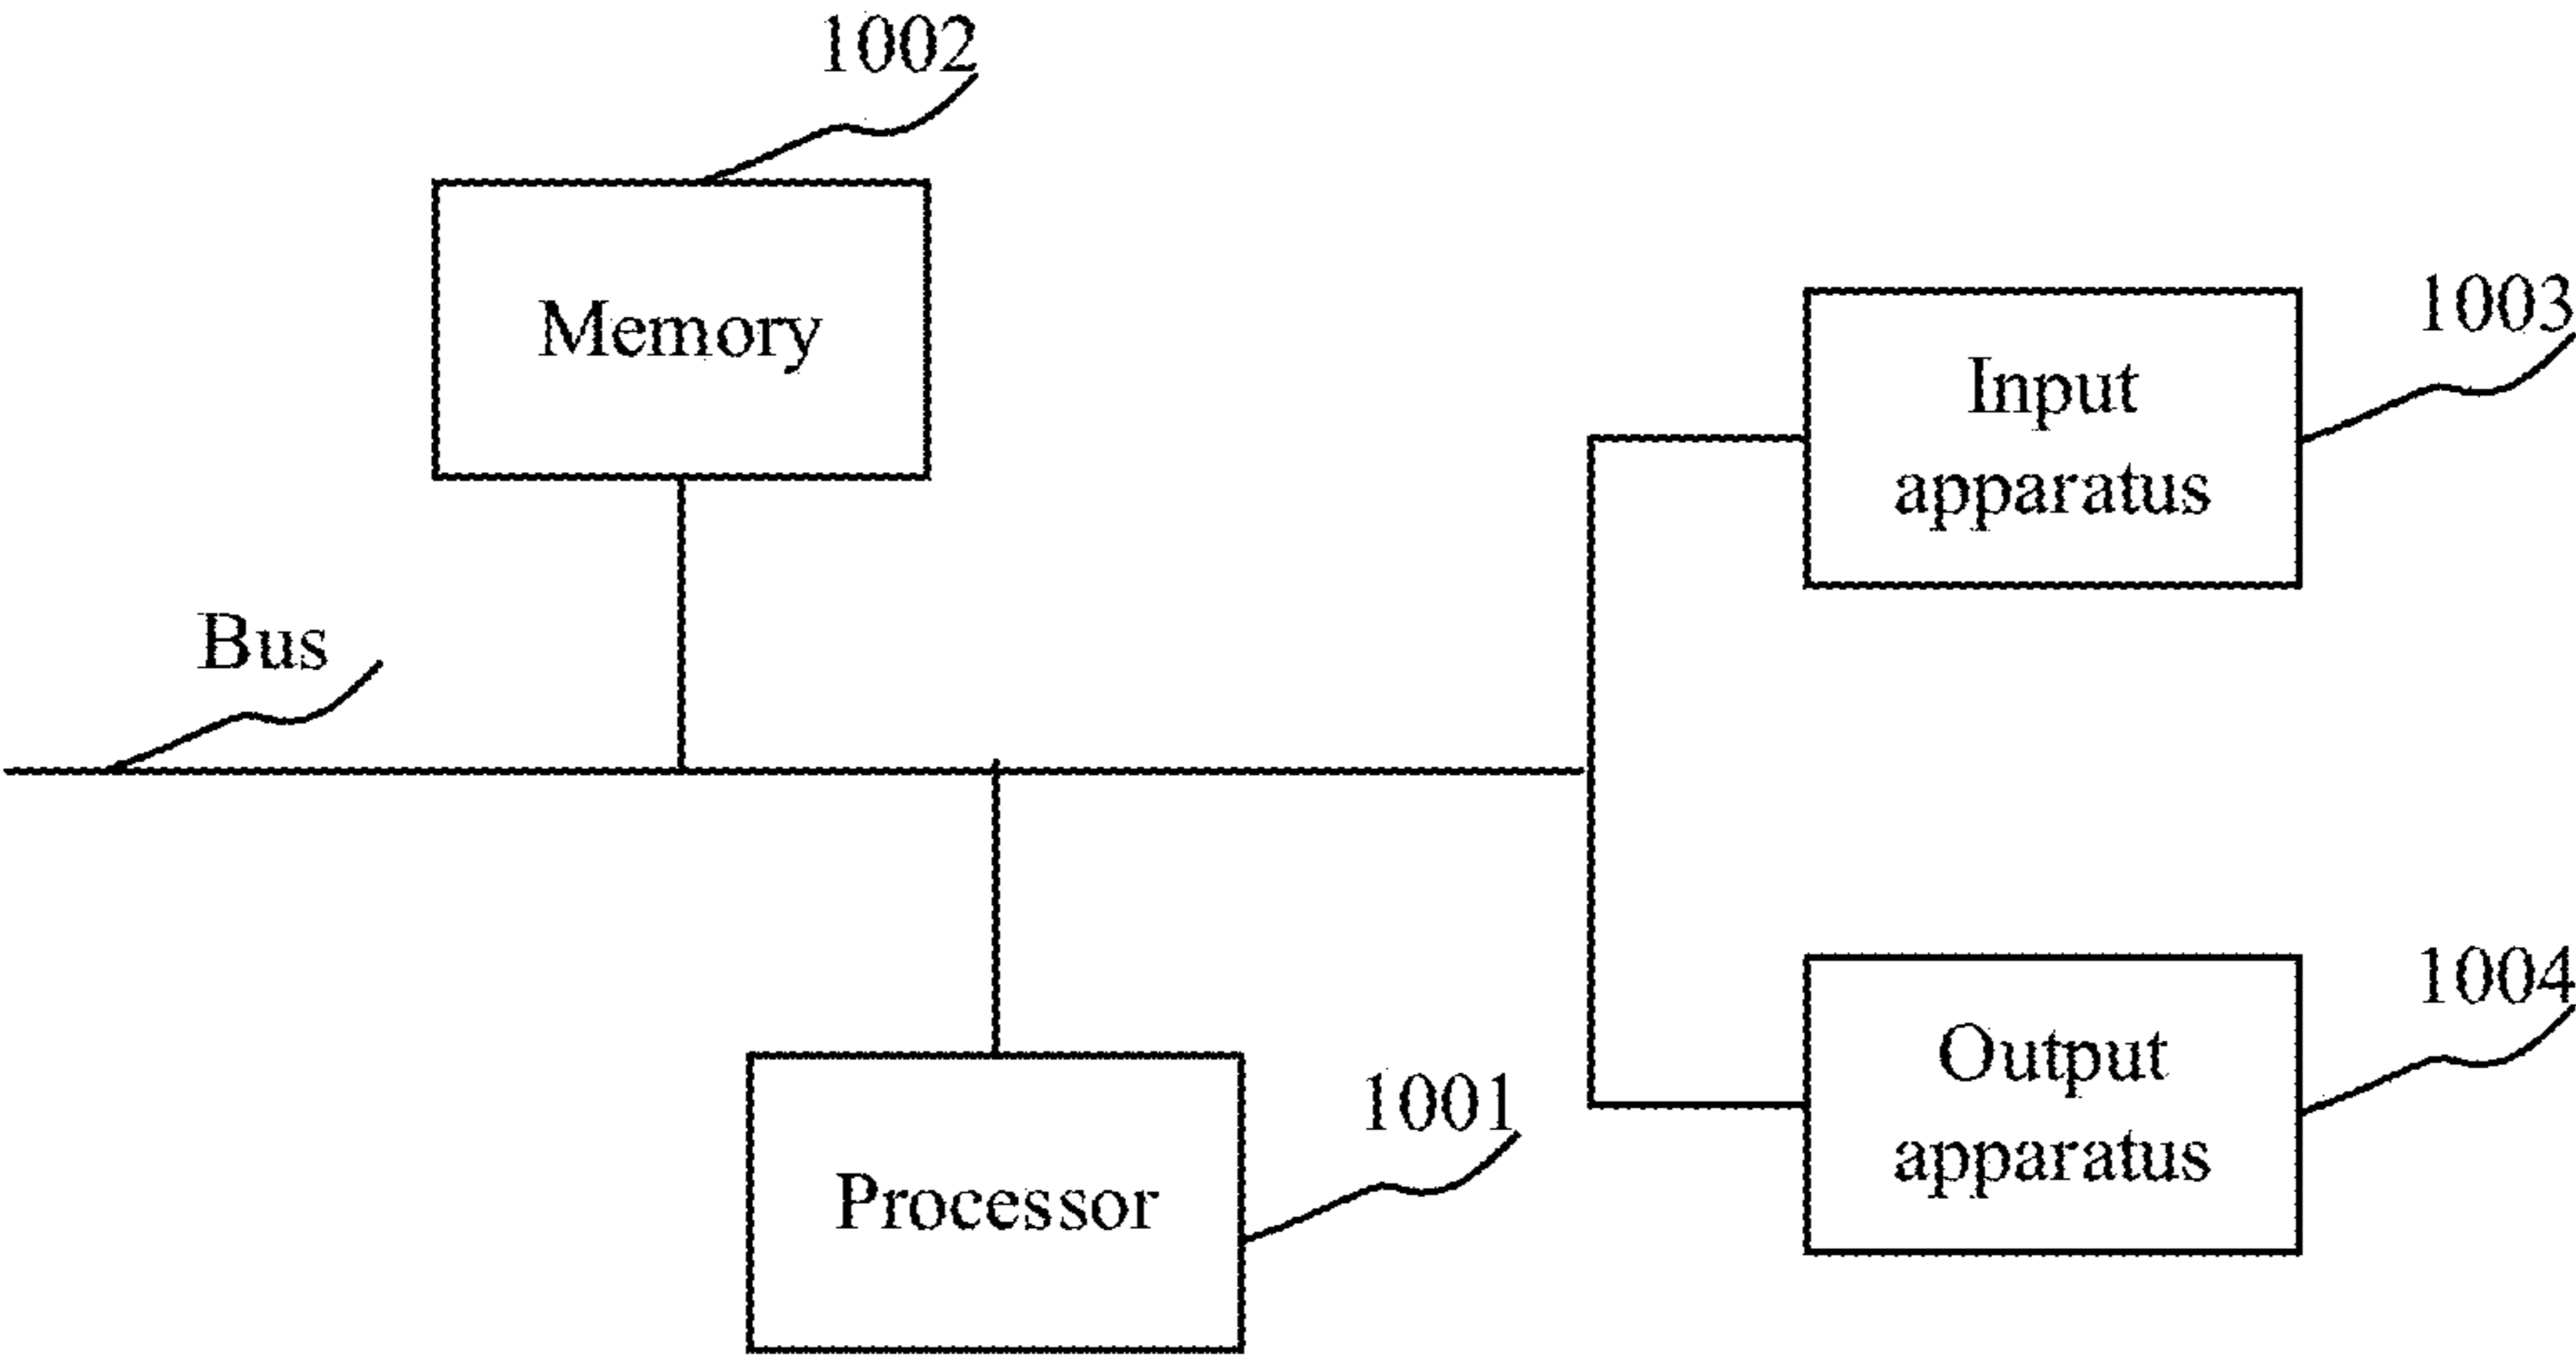 1002
Memory
1003
Input
apparatus
Bus
1004
Output
apparatus
1001
Processor